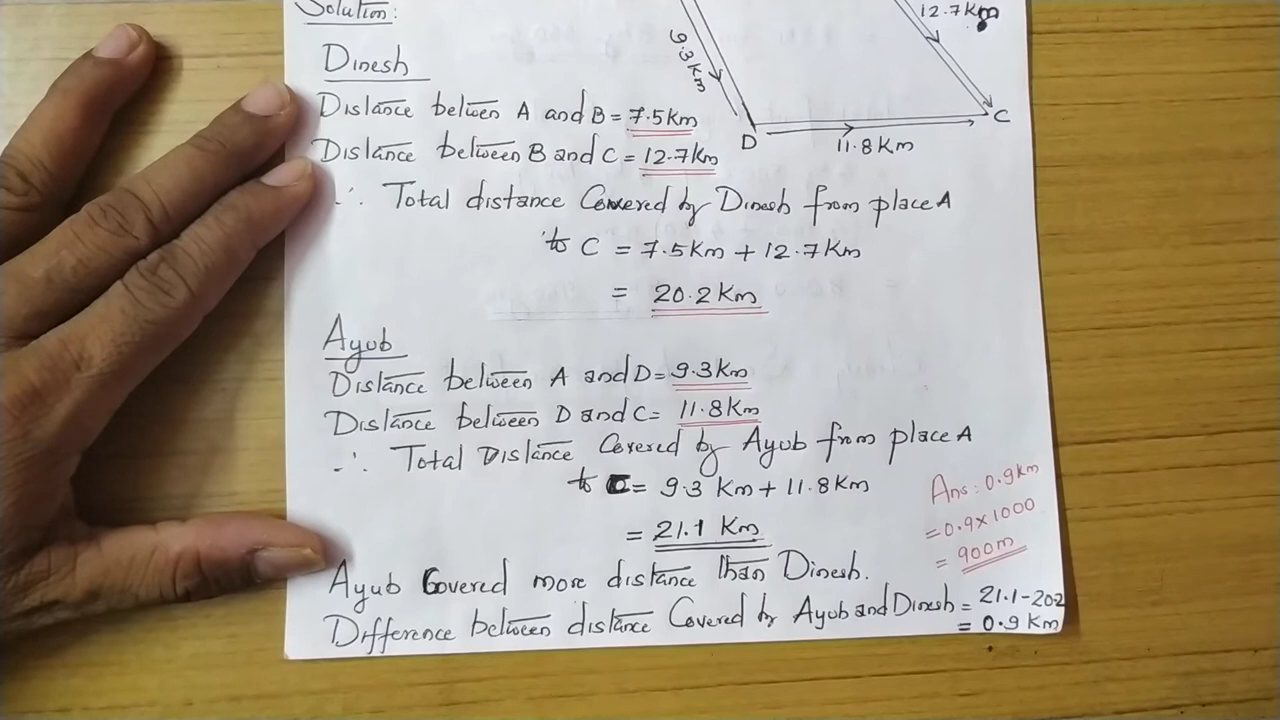 Solution:
12.7Km
9.3Km
D
C
11.8Km
Dinesh
Distance between A and B = 7.5Km
Distance between B and C = 12.7Km
∴ Total distance Covered by Dinesh from place A
to C = 7.5Km + 12.7Km
= 20.2Km
Ayub
Distance between A and D = 9.3Km
Distance between D and C = 11.8Km
∴ Total Distance Covered by Ayub from place A
to C = 9.3 Km + 11.8Km
= 21.1 Km
Ans: 0.9km
= 0.9 x 1000
= 900m
Ayub Covered more distance than Dinesh.
Difference between distance Covered by Ayub and Dinesh = 21.1 - 20.2
= 0.9 Km